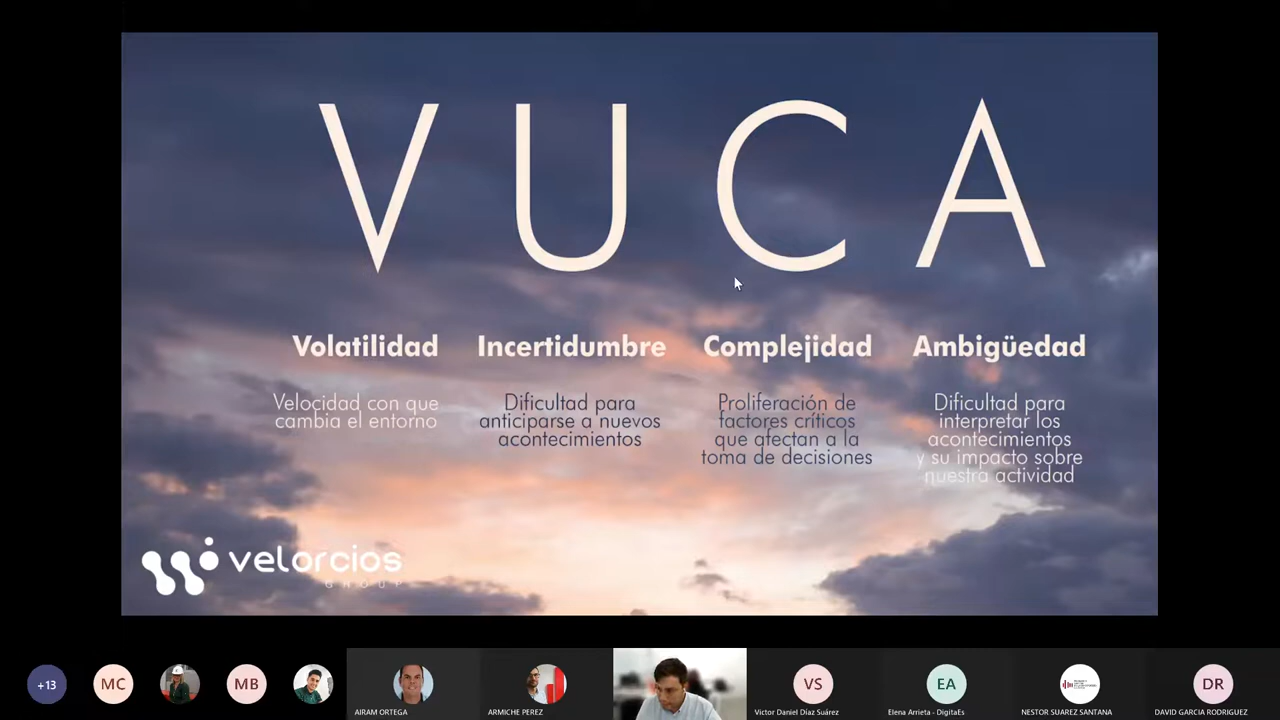 V U C A
Volatilidad
Velocidad con que
cambia el entorno
Incertidumbre
Dificultad para
anticiparse a nuevos
acontecimientos
Complejidad
Proliferación de
factores críticos
que afectan a la
toma de decisiones
Ambigüedad
Dificultad para
interpretar los
acontecimientos
y su impacto sobre
nuestra actividad
velorcios
GROUP
+13
MC
MB
AIRAM ORTEGA
ARMICHE PEREZ
VS
Victor Daniel Díaz Suárez
EA
Elena Arrieta - DigitalEs
NESTOR SUAREZ SANTANA
DR
DAVID GARCIA RODRIGUEZ